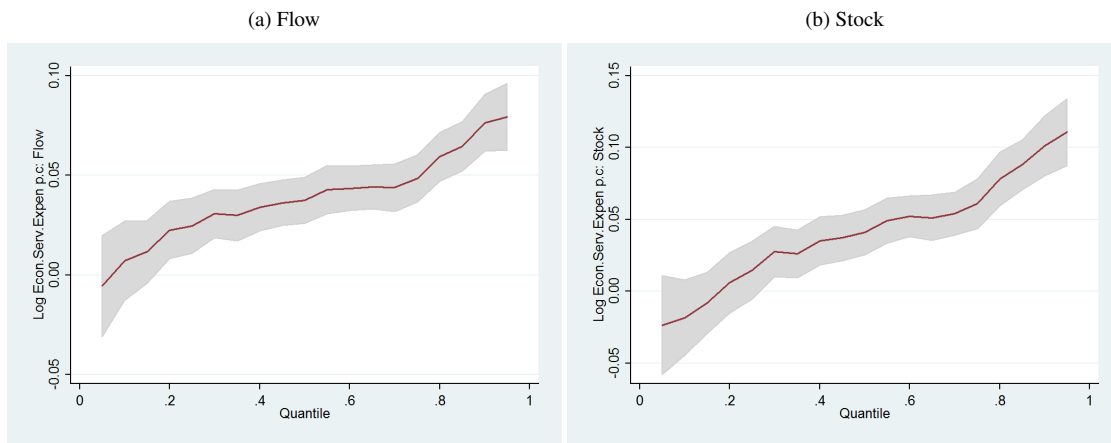 (a) Flow
(b) Stock
Log Econ.Serv.Expen p.c: Flow
0.10
0.05
0.00
-0.05
0 .2 .4 .6 .8 1
Quantile
Log Econ.Serv.Expen p.c: Stock
0.15
0.10
0.05
0.00
-0.05
0 .2 .4 .6 .8 1
Quantile